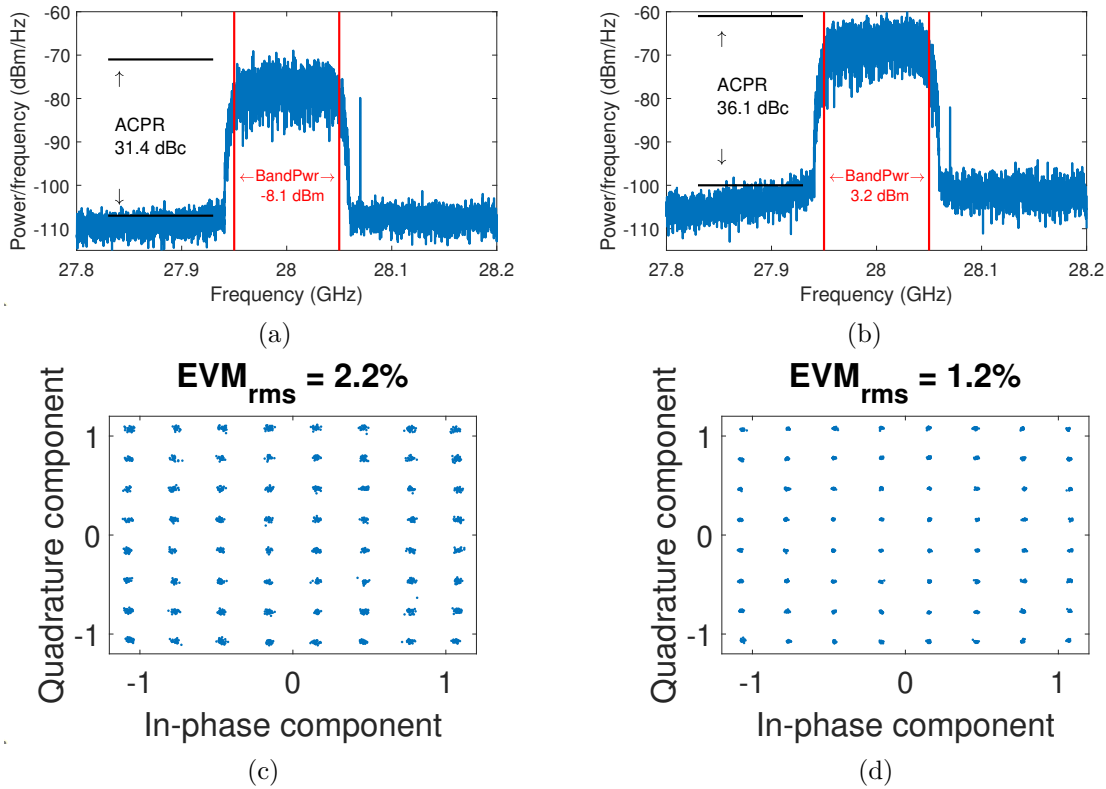 -60
-70
-80
-90
-100
-110
Power/frequency (dBm/Hz)
↑
ACPR
31.4 dBc
↓
←BandPwr→
-8.1 dBm
27.8 27.9 28 28.1 28.2
Frequency (GHz)
(a)
-60
-70
-80
-90
-100
-110
Power/frequency (dBm/Hz)
↑
ACPR
36.1 dBc
↓
←BandPwr→
3.2 dBm
27.8 27.9 28 28.1 28.2
Frequency (GHz)
(b)
EVMrms = 2.2%
1
0
-1
Quadrature component
-1 0 1
In-phase component
(c)
EVMrms = 1.2%
1
0
-1
Quadrature component
-1 0 1
In-phase component
(d)